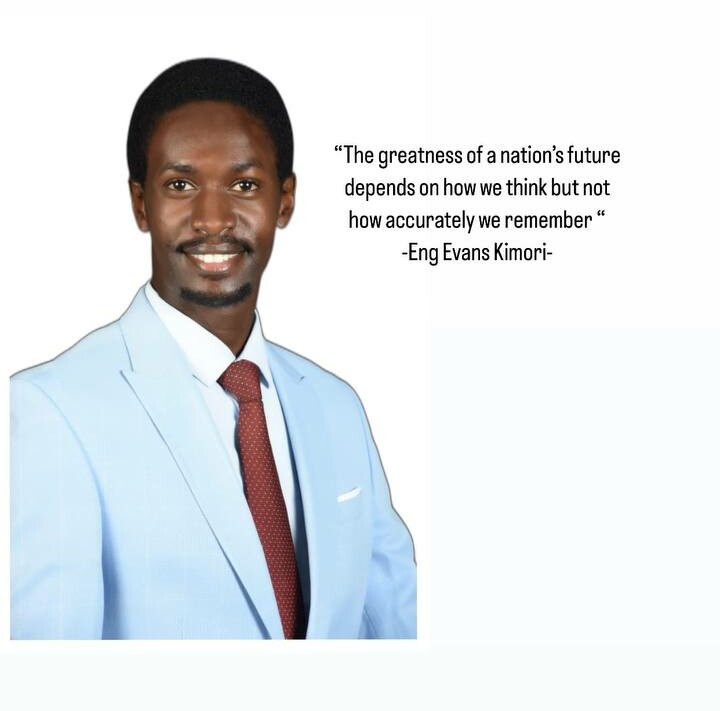 “The greatness of a nation’s future
depends on how we think but not
how accurately we remember “
-Eng Evans Kimori-